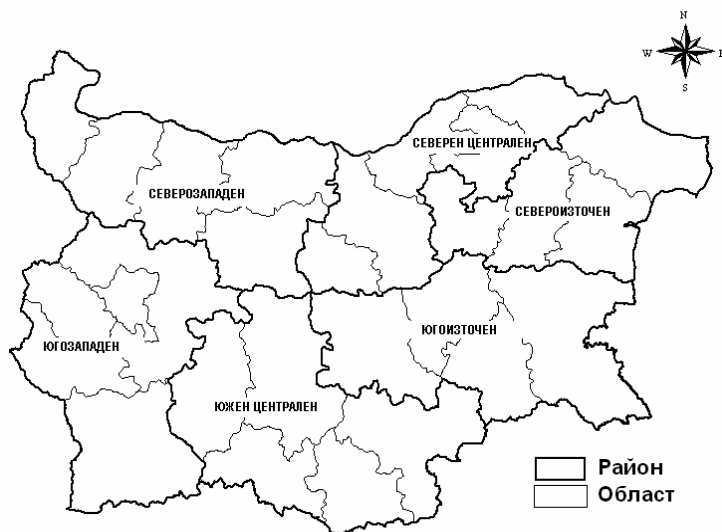 N
W E
S
СЕВЕРЕН ЦЕНТРАЛЕН
СЕВЕРОЗАПАДЕН
СЕВЕРОИЗТОЧЕН
ЮГОИЗТОЧЕН
ЮГОЗАПАДЕН
ЮЖЕН ЦЕНТРАЛЕН
Район
Област